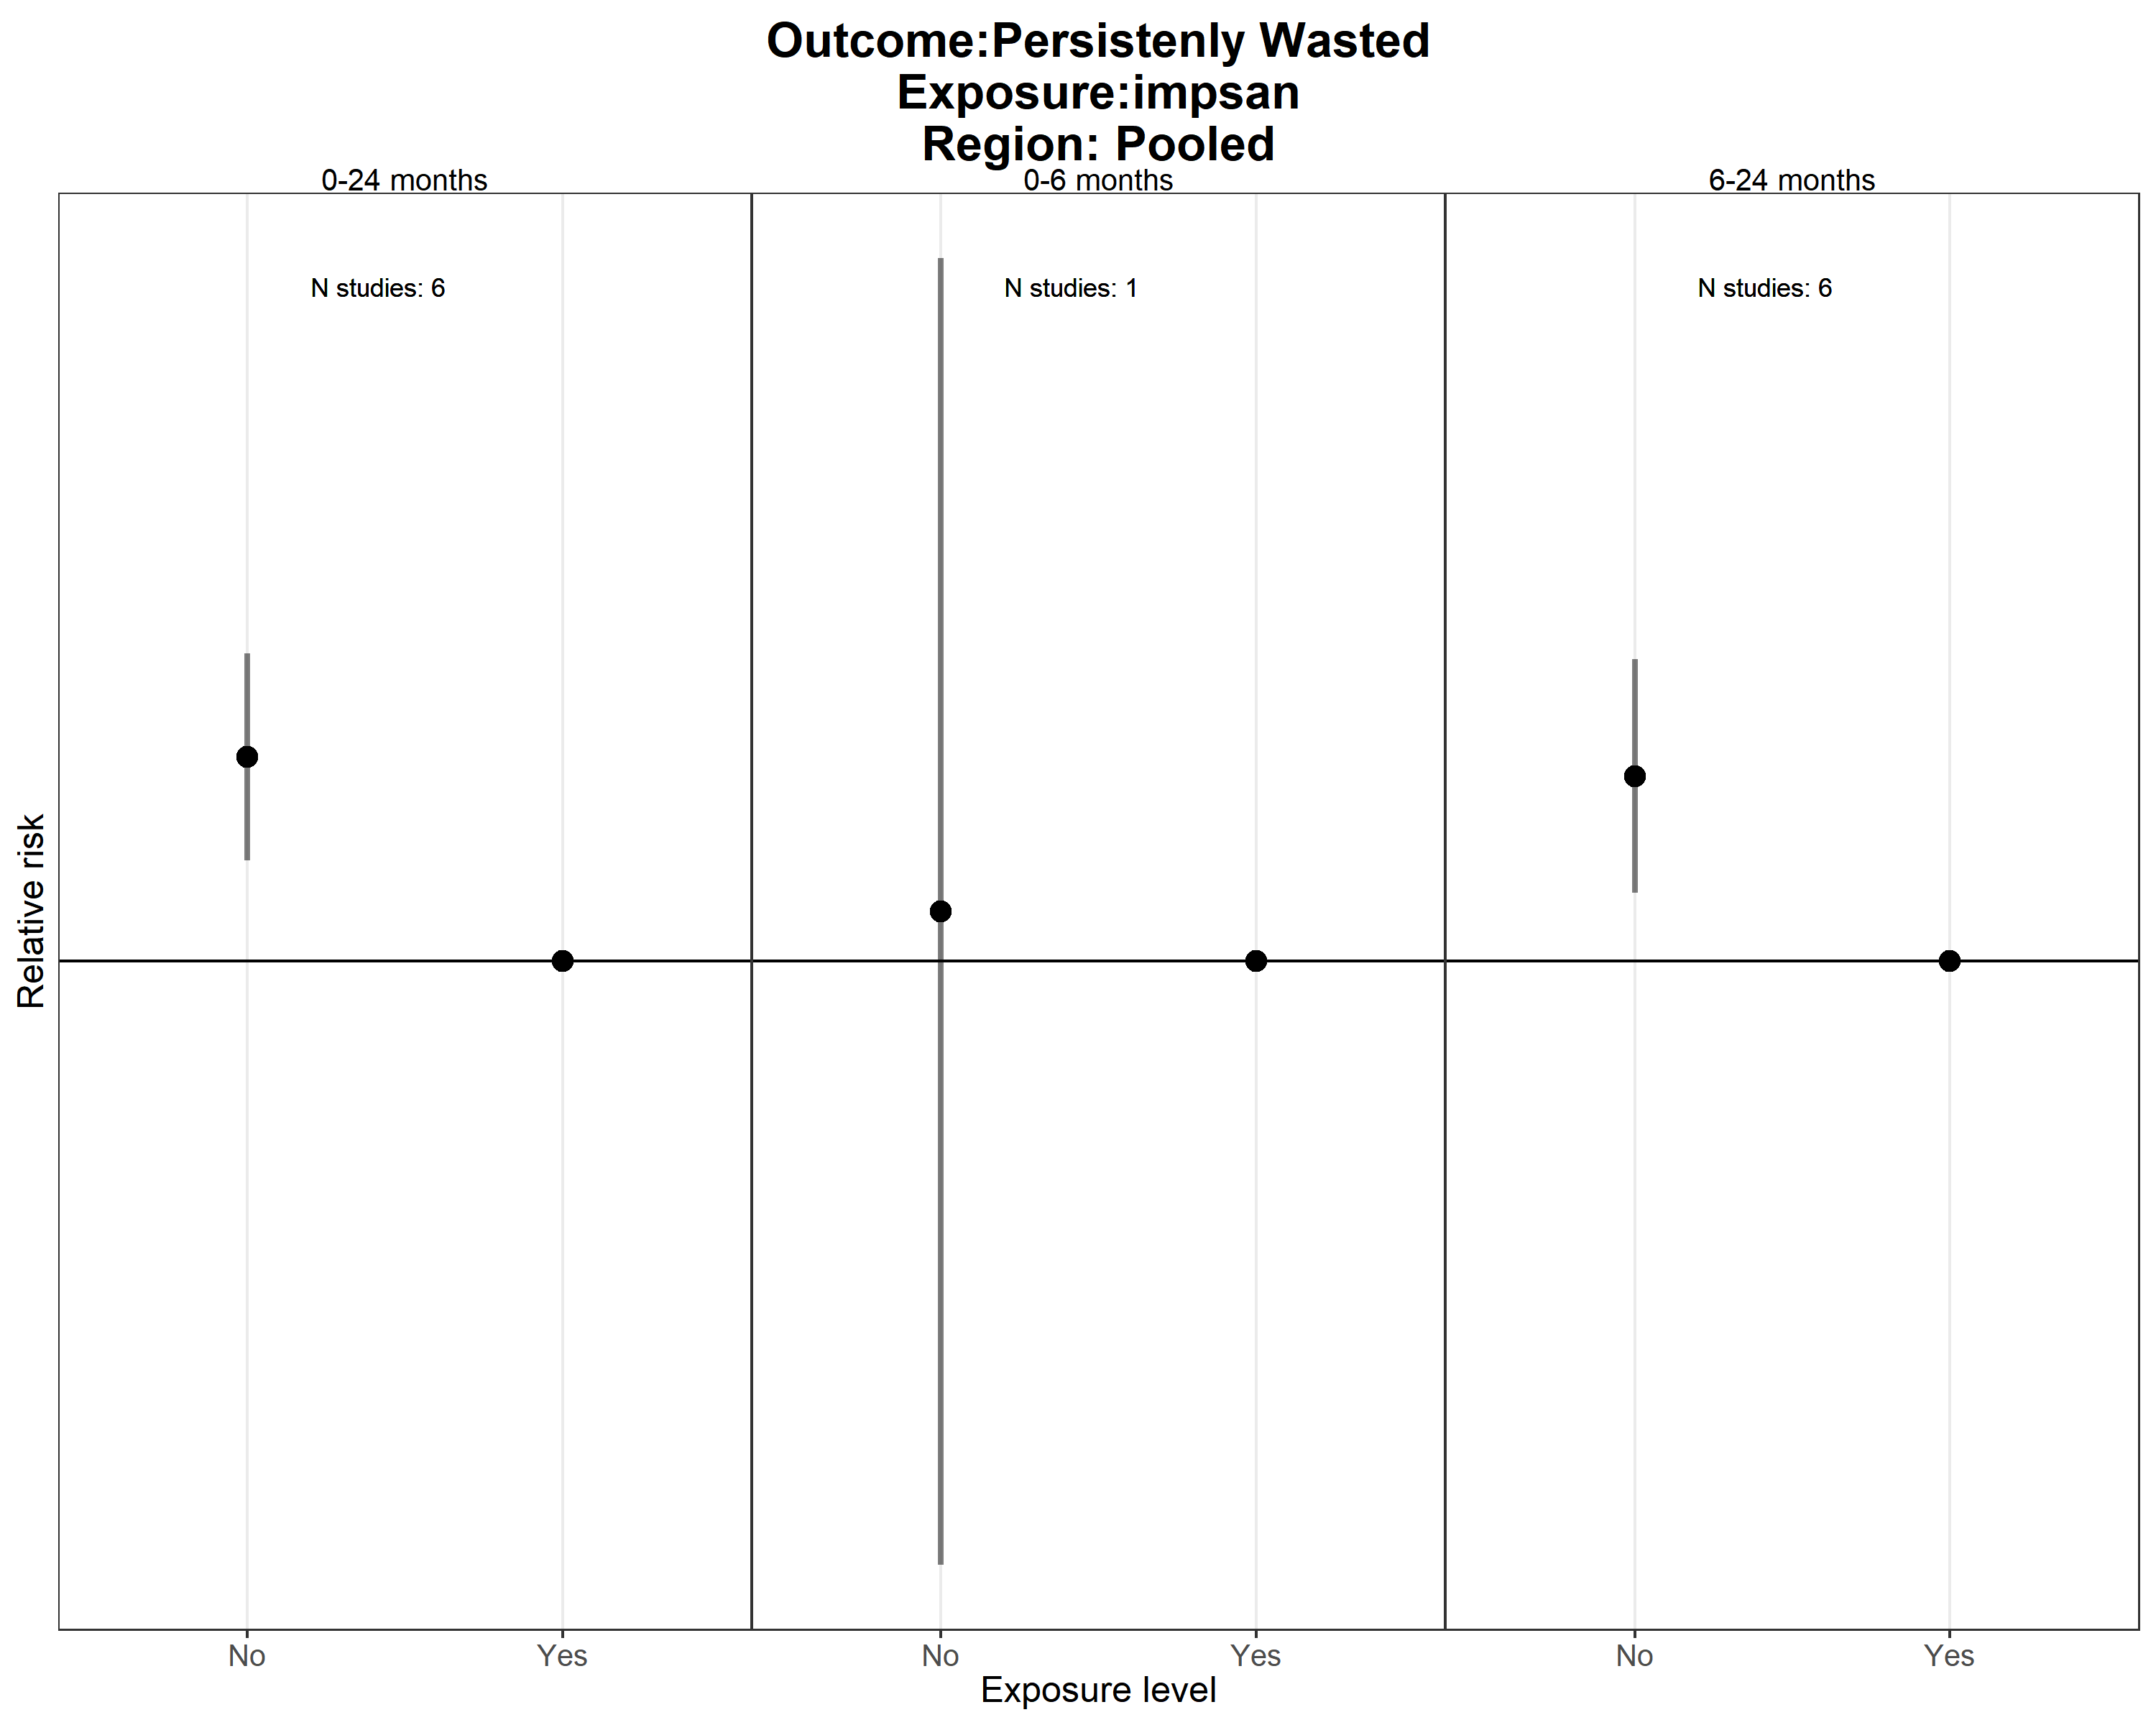 Outcome:Persistenly Wasted
Exposure:impsan
Region: Pooled
0-24 months
0-6 months
6-24 months
N studies: 6
N studies: 1
N studies: 6
Relative risk
No
Yes
No
Yes
No
Yes
Exposure level